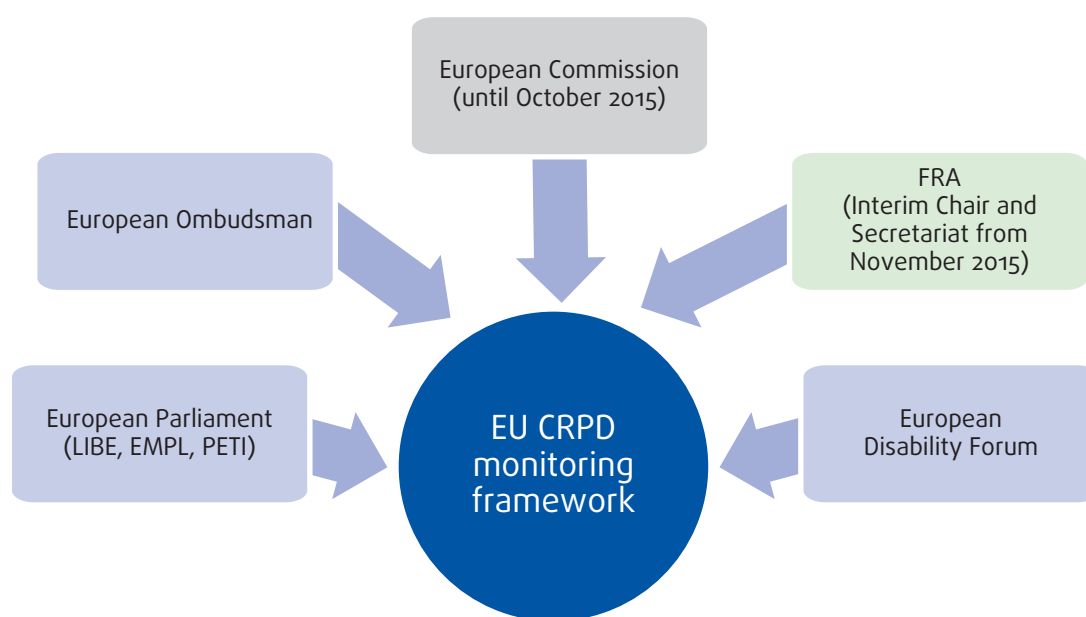 European Commission
(until October 2015)
European Ombudsman
FRA
(Interim Chair and
Secretariat from
November 2015)
European Parliament
(LIBE, EMPL, PETI)
EU CRPD
monitoring
framework
European
Disability Forum